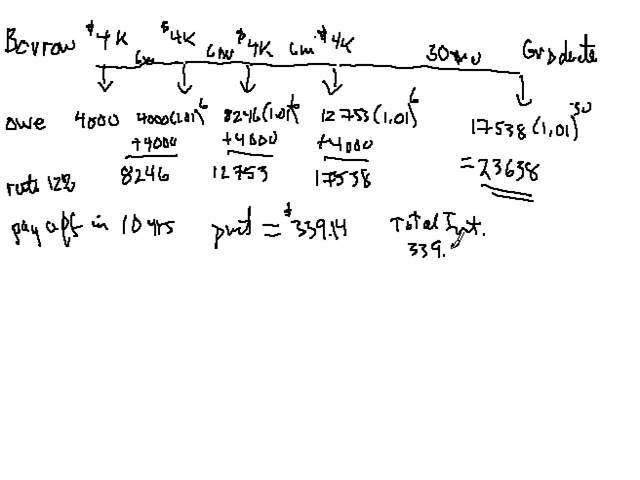 Borrow $4K $4K $4K $4K Graduate
6m 6m 6m 30mo
owe 4000 4000(1.01)^6 8246(1.01)^6 12753(1.01)^6 17538(1.01)^30
+4000 +4000 +4000 = 23638
rate 12% 8246 12753 17538
pay off in 10 yrs pmt = $339.14 Total Int.
339.